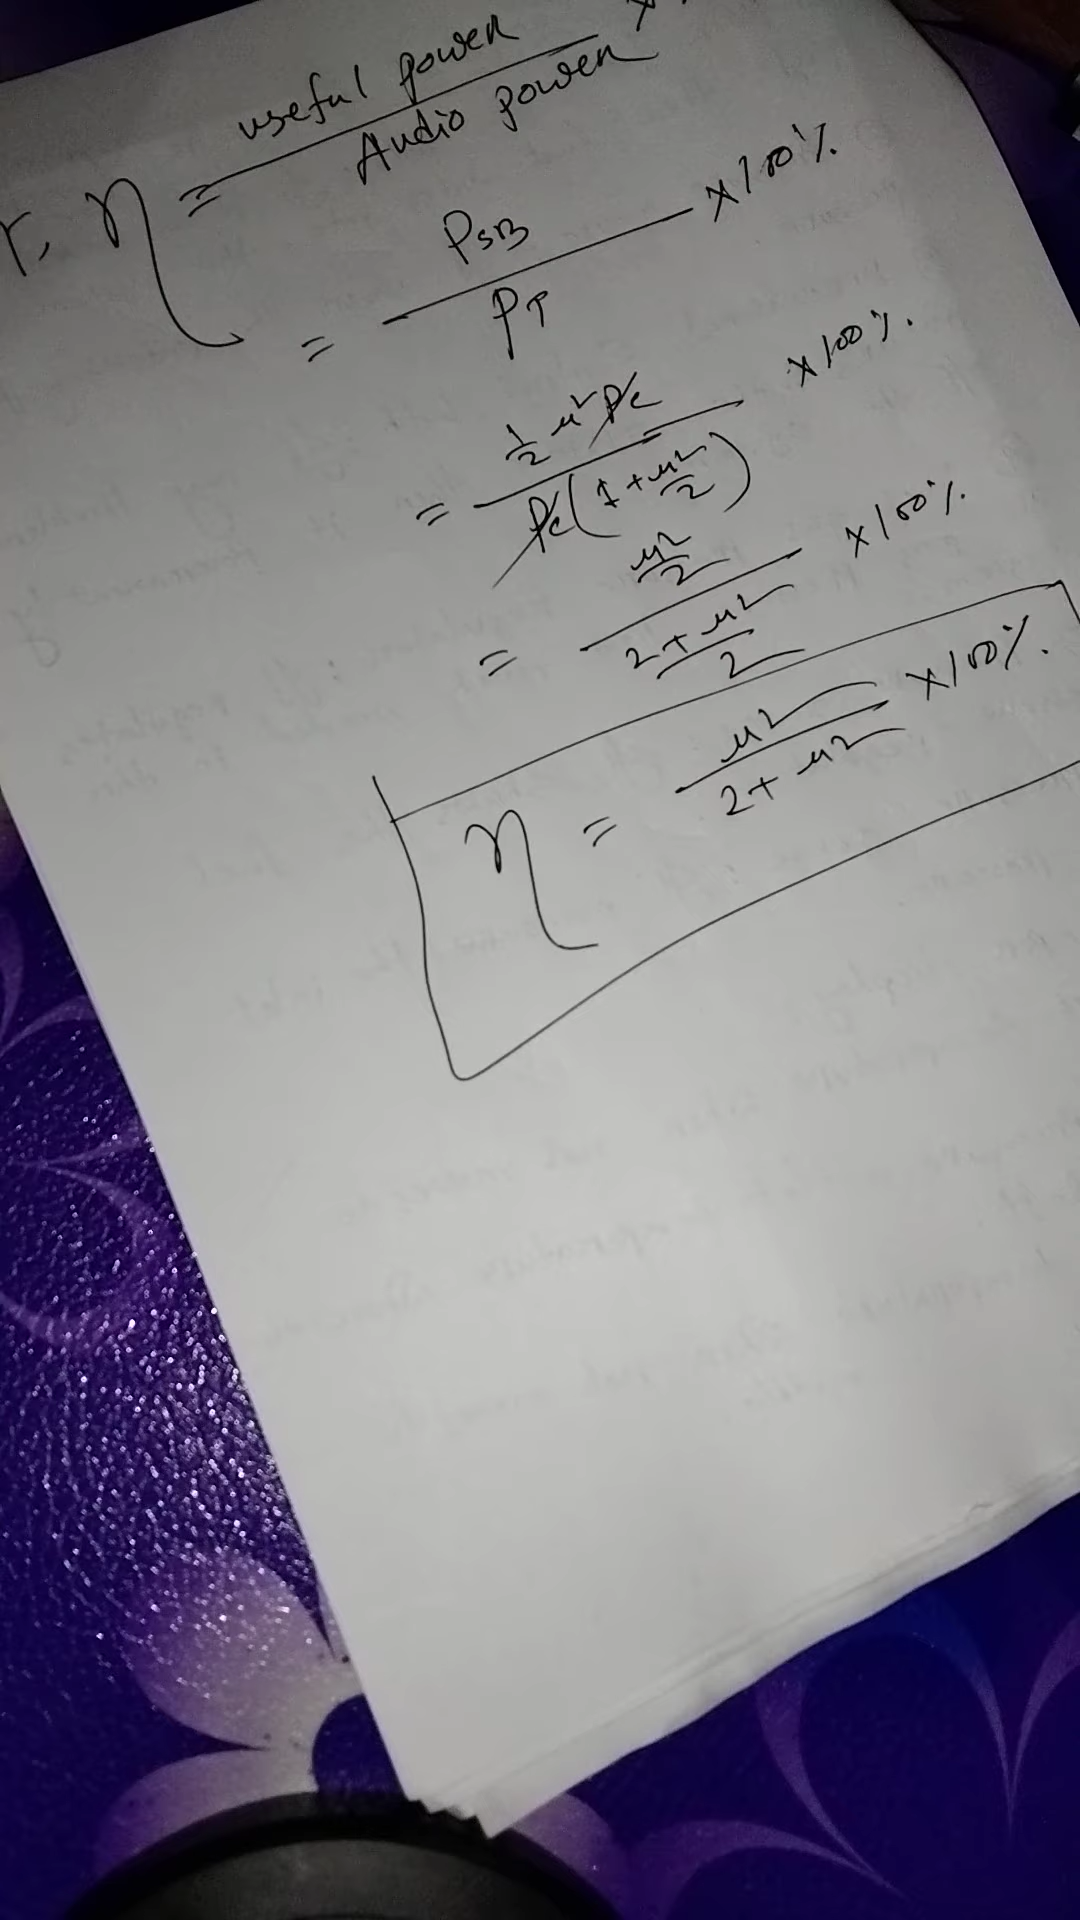 η = useful power / Audio power ×
= PSB / PT × 100%
= ½ μ² Pc / Pc (1 + μ²/2) × 100%
= μ²/2 / 2 + μ²/2 × 100%
η = μ² / 2 + μ² × 100%